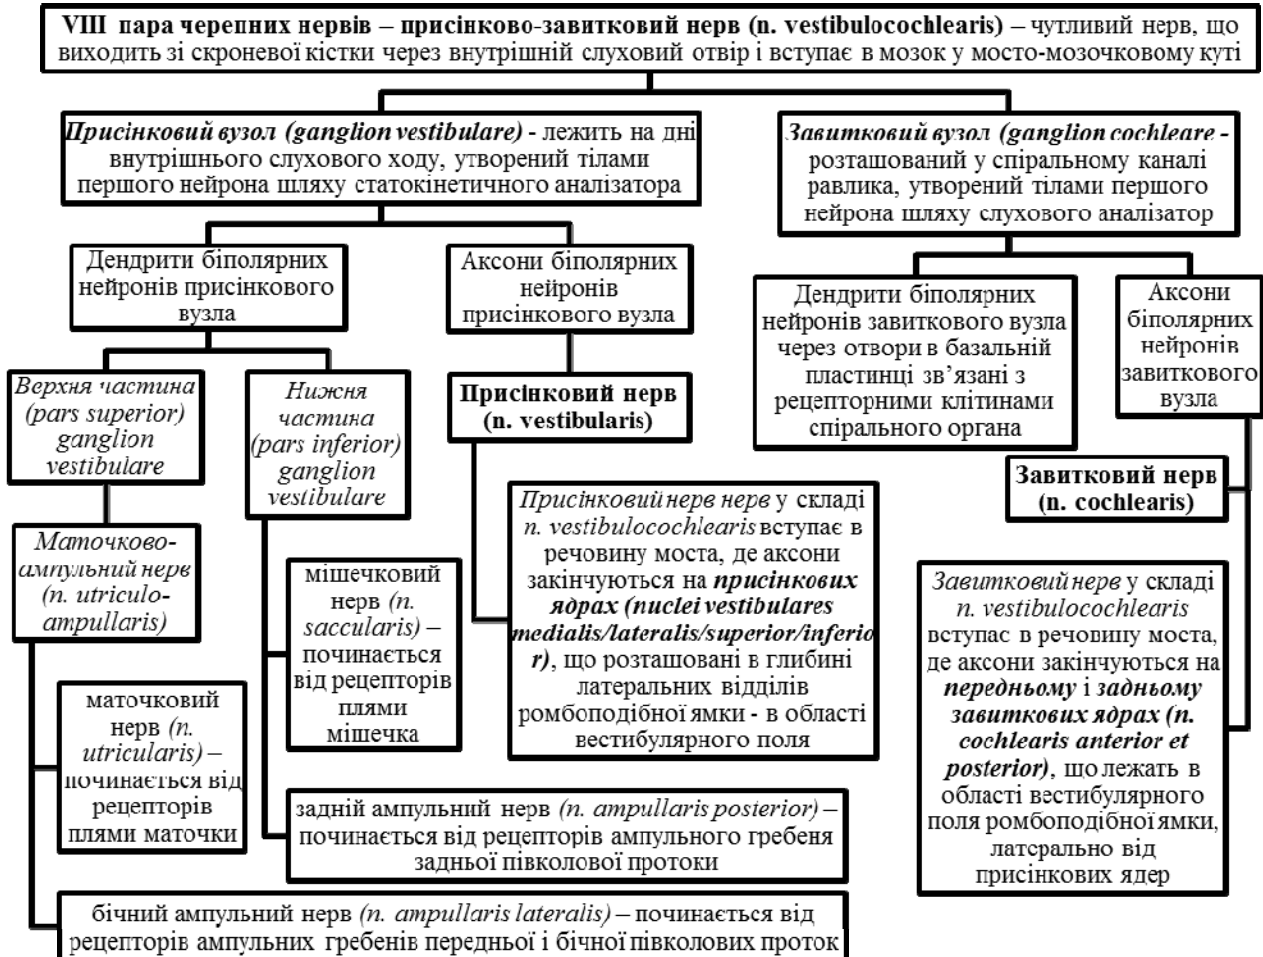 VIII пара черепних нервів – присінково-завитковий нерв (n. vestibulocochlearis) – чутливий нерв, що
виходить зі скроневої кістки через внутрішній слуховий отвір і вступає в мозок у мосто-мозочковому куті
Присінковий вузол (ganglion vestibulare) - лежить на дні
внутрішнього слухового ходу, утворений тілами
першого нейрона шляху статокінетичного аналізатора
Завитковий вузол (ganglion cochleare -
розташований у спіральному каналі
равлика, утворений тілами першого
нейрона шляху слухового аналізатор
Дендрити біполярних
нейронів присінкового
вузла
Аксони біполярних
нейронів
присінкового вузла
Дендрити біполярних
нейронів завиткового вузла
через отвори в базальній
пластинці зв’язані з
рецепторними клітинами
спірального органа
Аксони
біполярних
нейронів
завиткового
вузла
Верхня частина
(pars superior)
ganglion
vestibulare
Нижня
частина
(pars inferior)
ganglion
vestibulare
Присінковий нерв
(n. vestibularis)
Завитковий нерв
(n. cochlearis)
Маточково-
ампульний нерв
(n. utriculo-
ampullaris)
мішечковий
нерв (n.
saccularis) –
починається
від рецепторів
плями
мішечка
Присінковий нерв нерв у складі
n. vestibulocochlearis вступає в
речовину моста, де аксони
закінчуються на присінкових
ядрах (nuclei vestibulares
medialis/lateralis/superior/inferio
r), що розташовані в глибині
латеральних відділів
ромбоподібної ямки - в області
вестибулярного поля
Завитковий нерв у складі
n. vestibulocochlearis
вступає в речовину моста,
де аксони закінчуються на
передньому і задньому
завиткових ядрах (n.
cochlearis anterior et
posterior), що лежать в
області вестибулярного
поля ромбоподібної ямки,
латерально від
присінкових ядер
маточковий
нерв (n.
utricularis) –
починається від
рецепторів
плями маточки
задній ампульний нерв (n. ampullaris posterior) –
починається від рецепторів ампульного гребеня
задньої півколової протоки
бічний ампульний нерв (n. ampullaris lateralis) – починається від
рецепторів ампульних гребенів передньої і бічної півколових проток